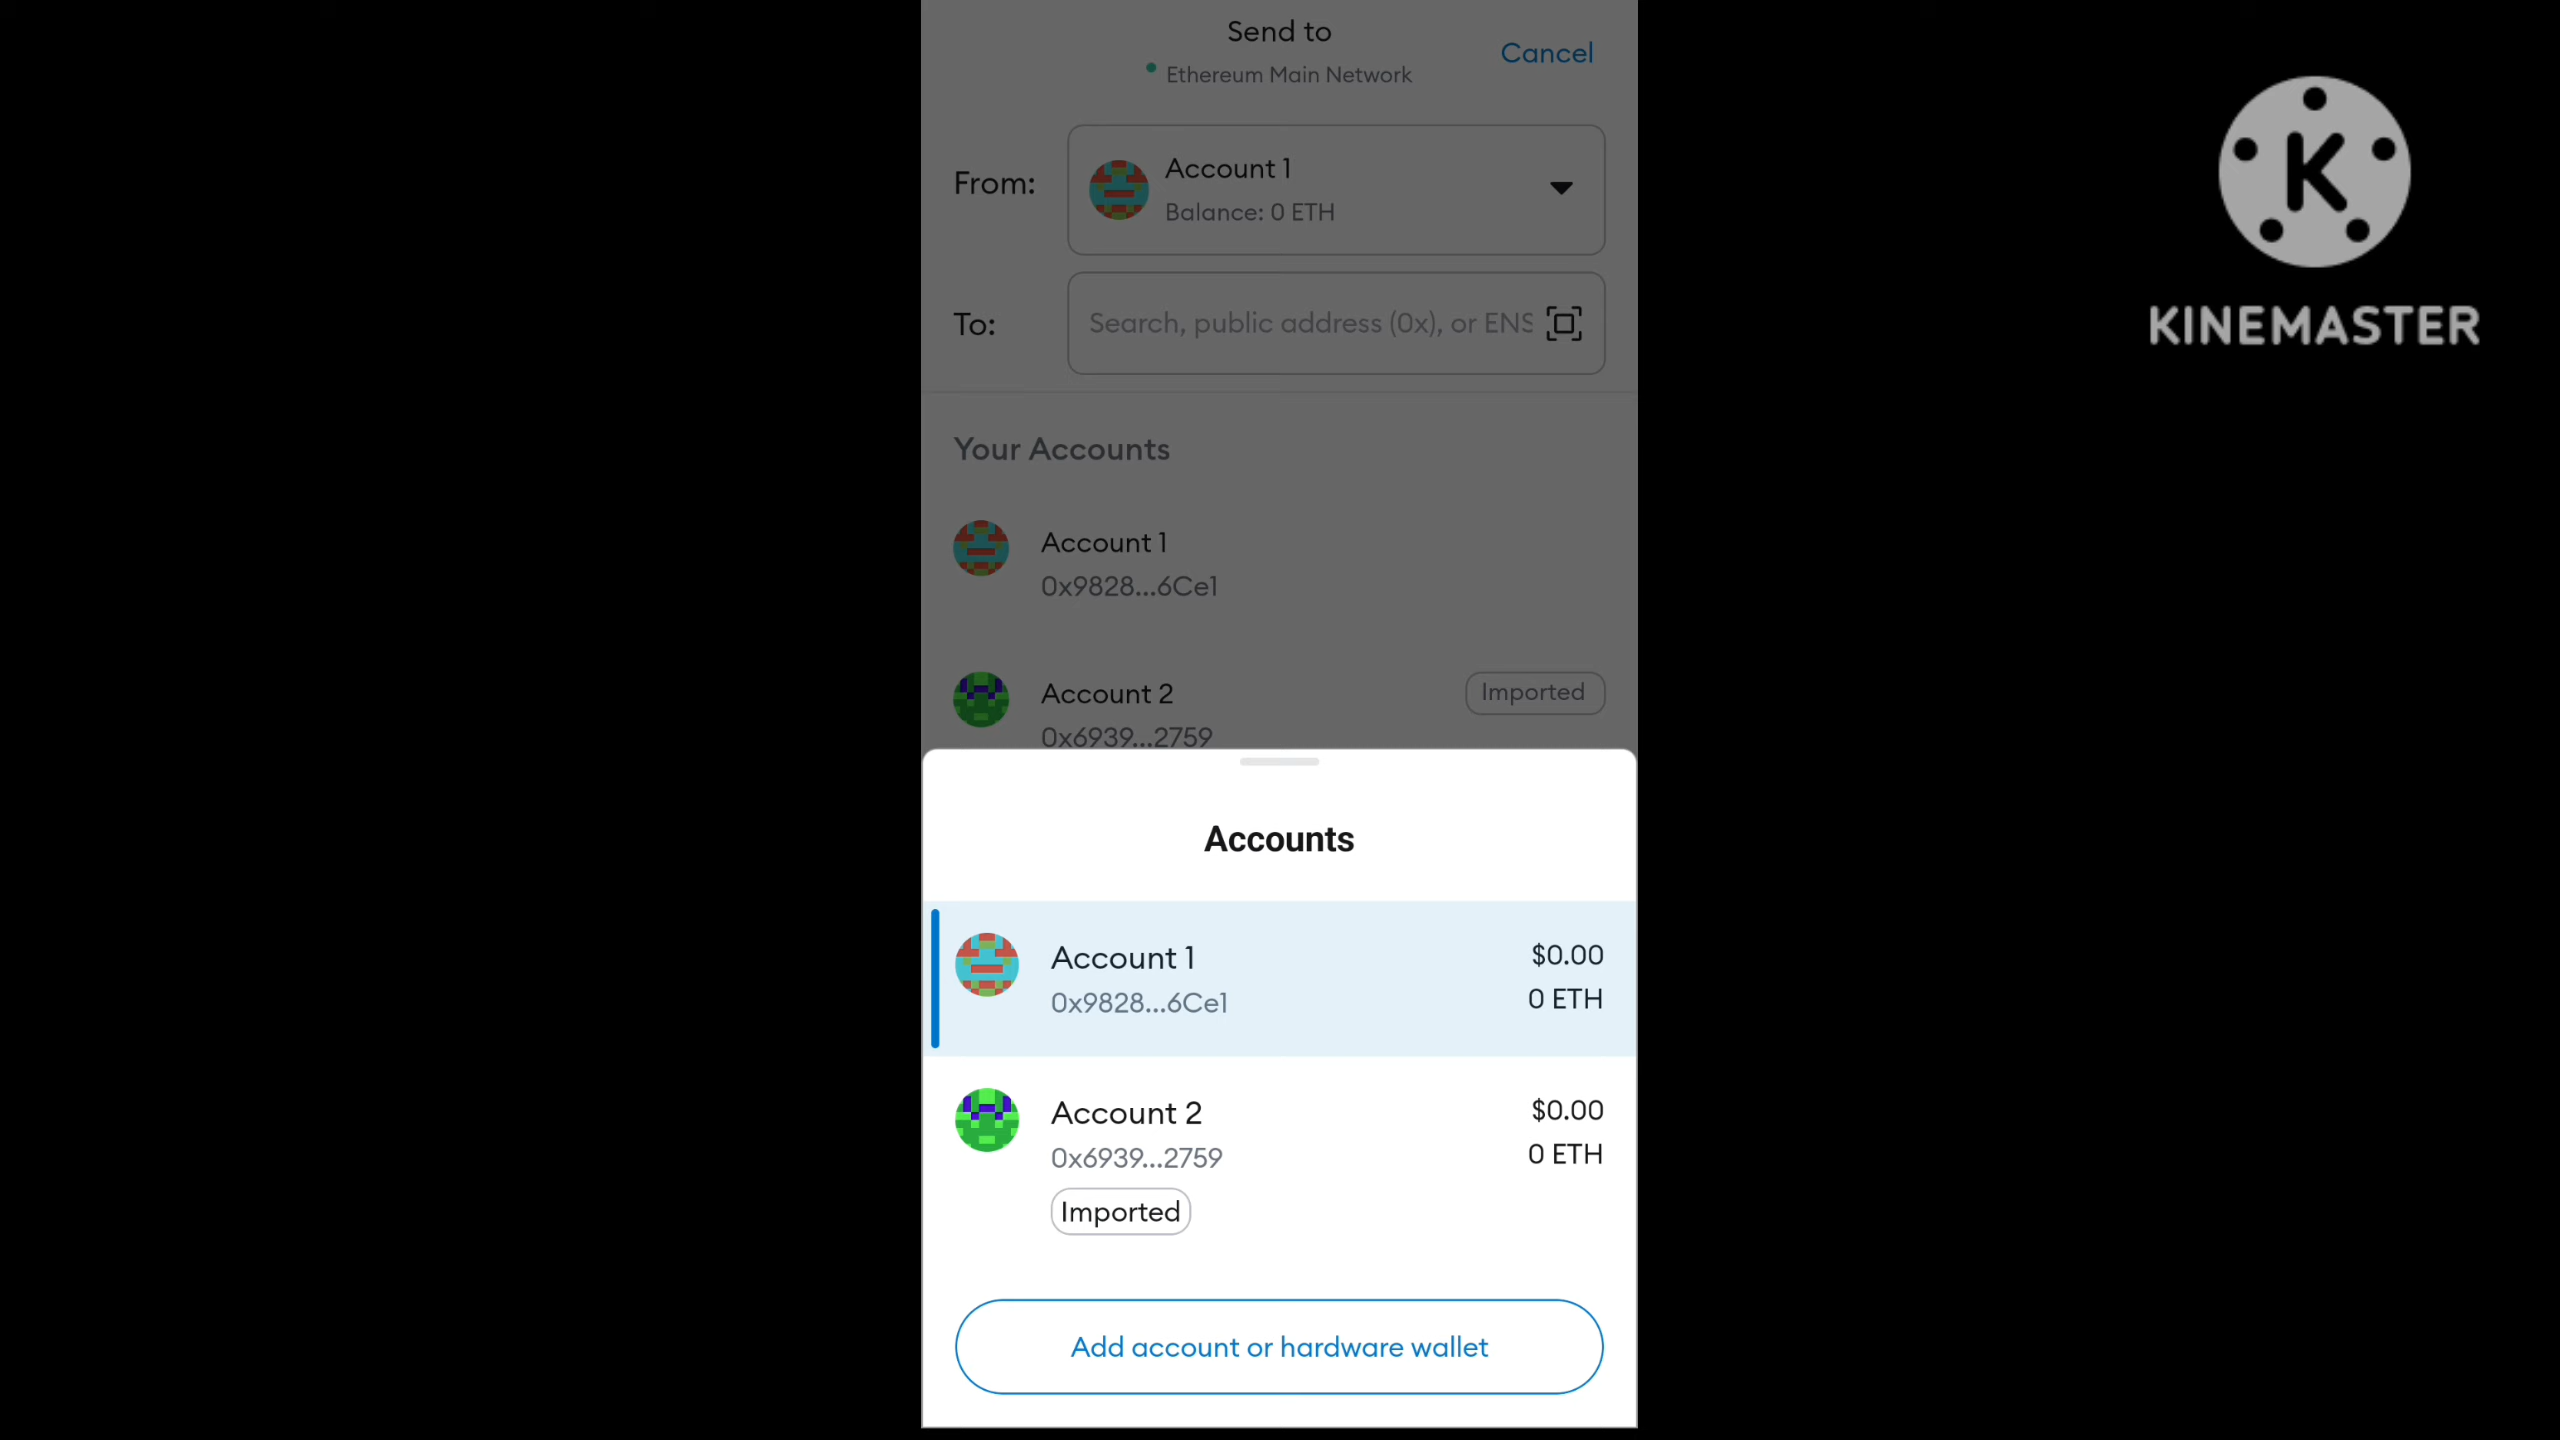 Send to
Ethereum Main Network
Cancel
From:
Account 1
Balance: 0 ETH
To:
Search, public address (0x), or ENS
Your Accounts
Account 1
0x9828...6Ce1
Account 2
Imported
0x6939...2759
Accounts
Account 1
$0.00
0x9828...6Ce1
0 ETH
Account 2
$0.00
0x6939...2759
0 ETH
Imported
Add account or hardware wallet
K
KINEMASTER